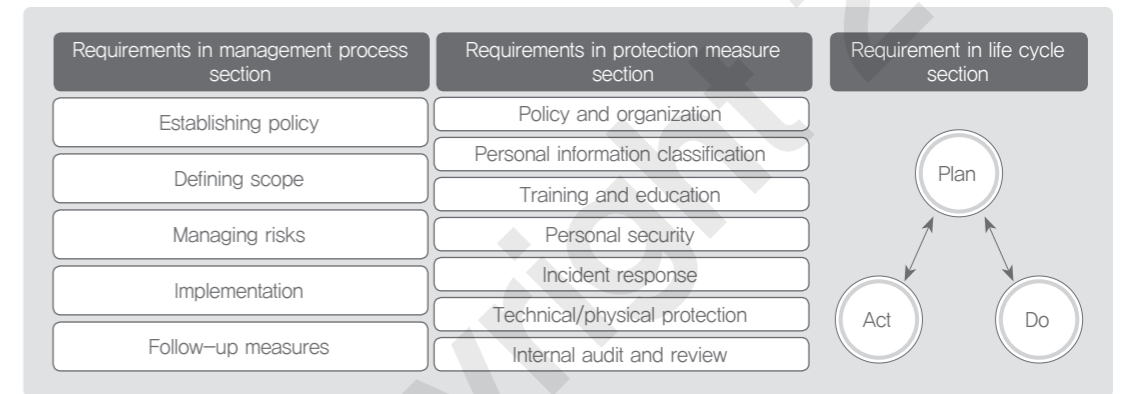 Requirements in management process
section
Establishing policy
Defining scope
Managing risks
Implementation
Follow-up measures
Requirements in protection measure
section
Policy and organization
Personal information classification
Training and education
Personal security
Incident response
Technical/physical protection
Internal audit and review
Requirement in life cycle
section
Plan
Act
Do